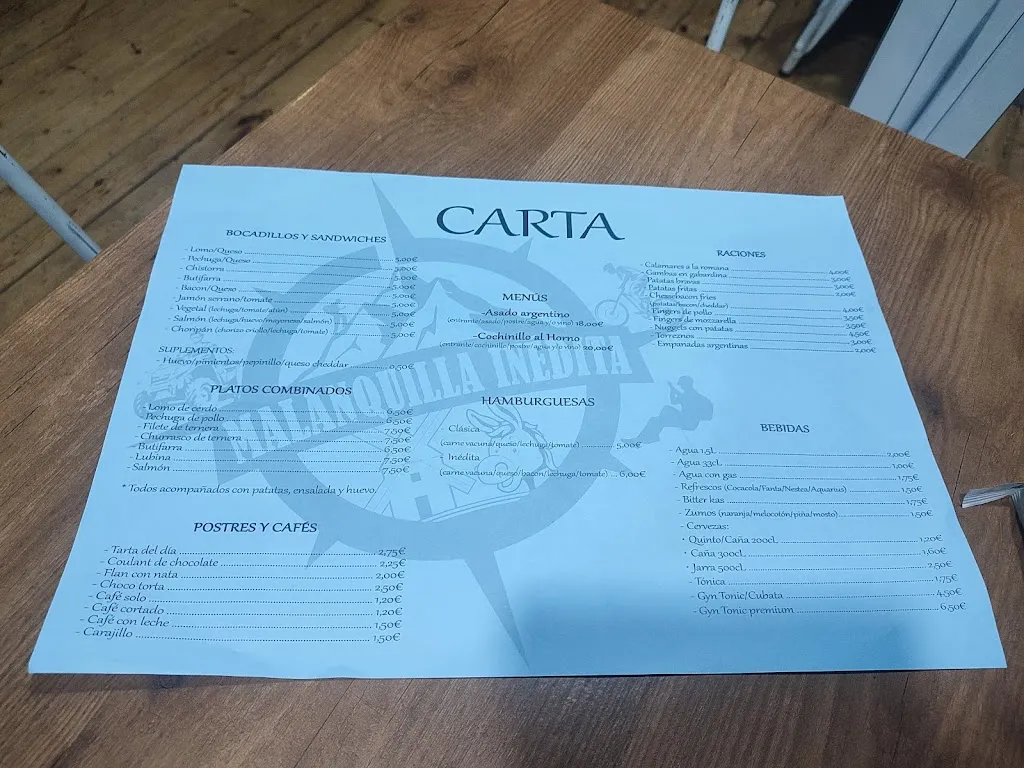 CARTA
BOCADILLOS Y SANDWICHES
- Lomo/Queso 5,00€
- Pechuga/Queso 5,00€
- Chistorra 5,00€
- Butifarra 5,00€
- Bacon/Queso 5,00€
- Jamón serrano/tomate 5,00€
- Vegetal (lechuga/tomate/atún) 5,00€
- Salmón (lechuga/huevo/mayonesa/salmón) 5,00€
- Choripán (chorizo criollo/lechuga/tomate) 5,00€
SUPLEMENTOS:
- Huevo/pimientos/pepinillo/queso cheddar 0,50€
PLATOS COMBINADOS
- Lomo de cerdo 6,50€
- Pechuga de pollo 6,50€
- Filete de ternera 7,50€
- Churrasco de ternera 7,50€
- Butifarra 6,50€
- Lubina 7,50€
- Salmón 7,50€
* Todos acompañados con patatas, ensalada y huevo.
POSTRES Y CAFÉS
- Tarta del día 2,75€
- Coulant de chocolate 2,25€
- Flan con nata 2,00€
- Choco torta 2,50€
- Café solo 1,20€
- Café cortado 1,20€
- Café con leche 1,50€
- Carajillo 1,50€
MENÚS
-Asado argentino
(entrante/asado/postre/agua y/o vino) 18,00€
-Cochinillo al Horno
(entrante/cochinillo/postre/agua y/o vino) 20,00€
MALANQUILLA INÉDITA
HAMBURGUESAS
- Clásica
(carne vacuna/queso/lechuga/tomate) 5,00€
- Inédita
(carne vacuna/queso/bacon/lechuga/tomate) 6,00€
RACIONES
- Calamares a la romana 4,00€
- Gambas en gabardina 3,00€
- Patatas bravas 3,00€
- Patatas fritas 2,00€
- Cheesebacon fries
(patatas/bacon/cheddar) 4,00€
- Fingers de pollo 3,50€
- Fingers de mozzarella 3,50€
- Nuggets con patatas 4,50€
- Torreznos 3,00€
- Empanadas argentinas 2,00€
BEBIDAS
- Agua 1,5L 2,00€
- Agua 33cl 1,00€
- Agua con gas 1,75€
- Refrescos (Cocacola/Fanta/Nestea/Aquarius) 1,50€
- Bitter kas 1,75€
- Zumos (naranja/melocotón/piña/mosto) 1,50€
- Cervezas:
• Quinto/Caña 200cl 1,20€
• Caña 300cl 1,60€
• Jarra 500cl 2,50€
- Tónica 1,75€
- Gyn Tonic/Cubata 4,50€
- Gyn Tonic premium 6,50€